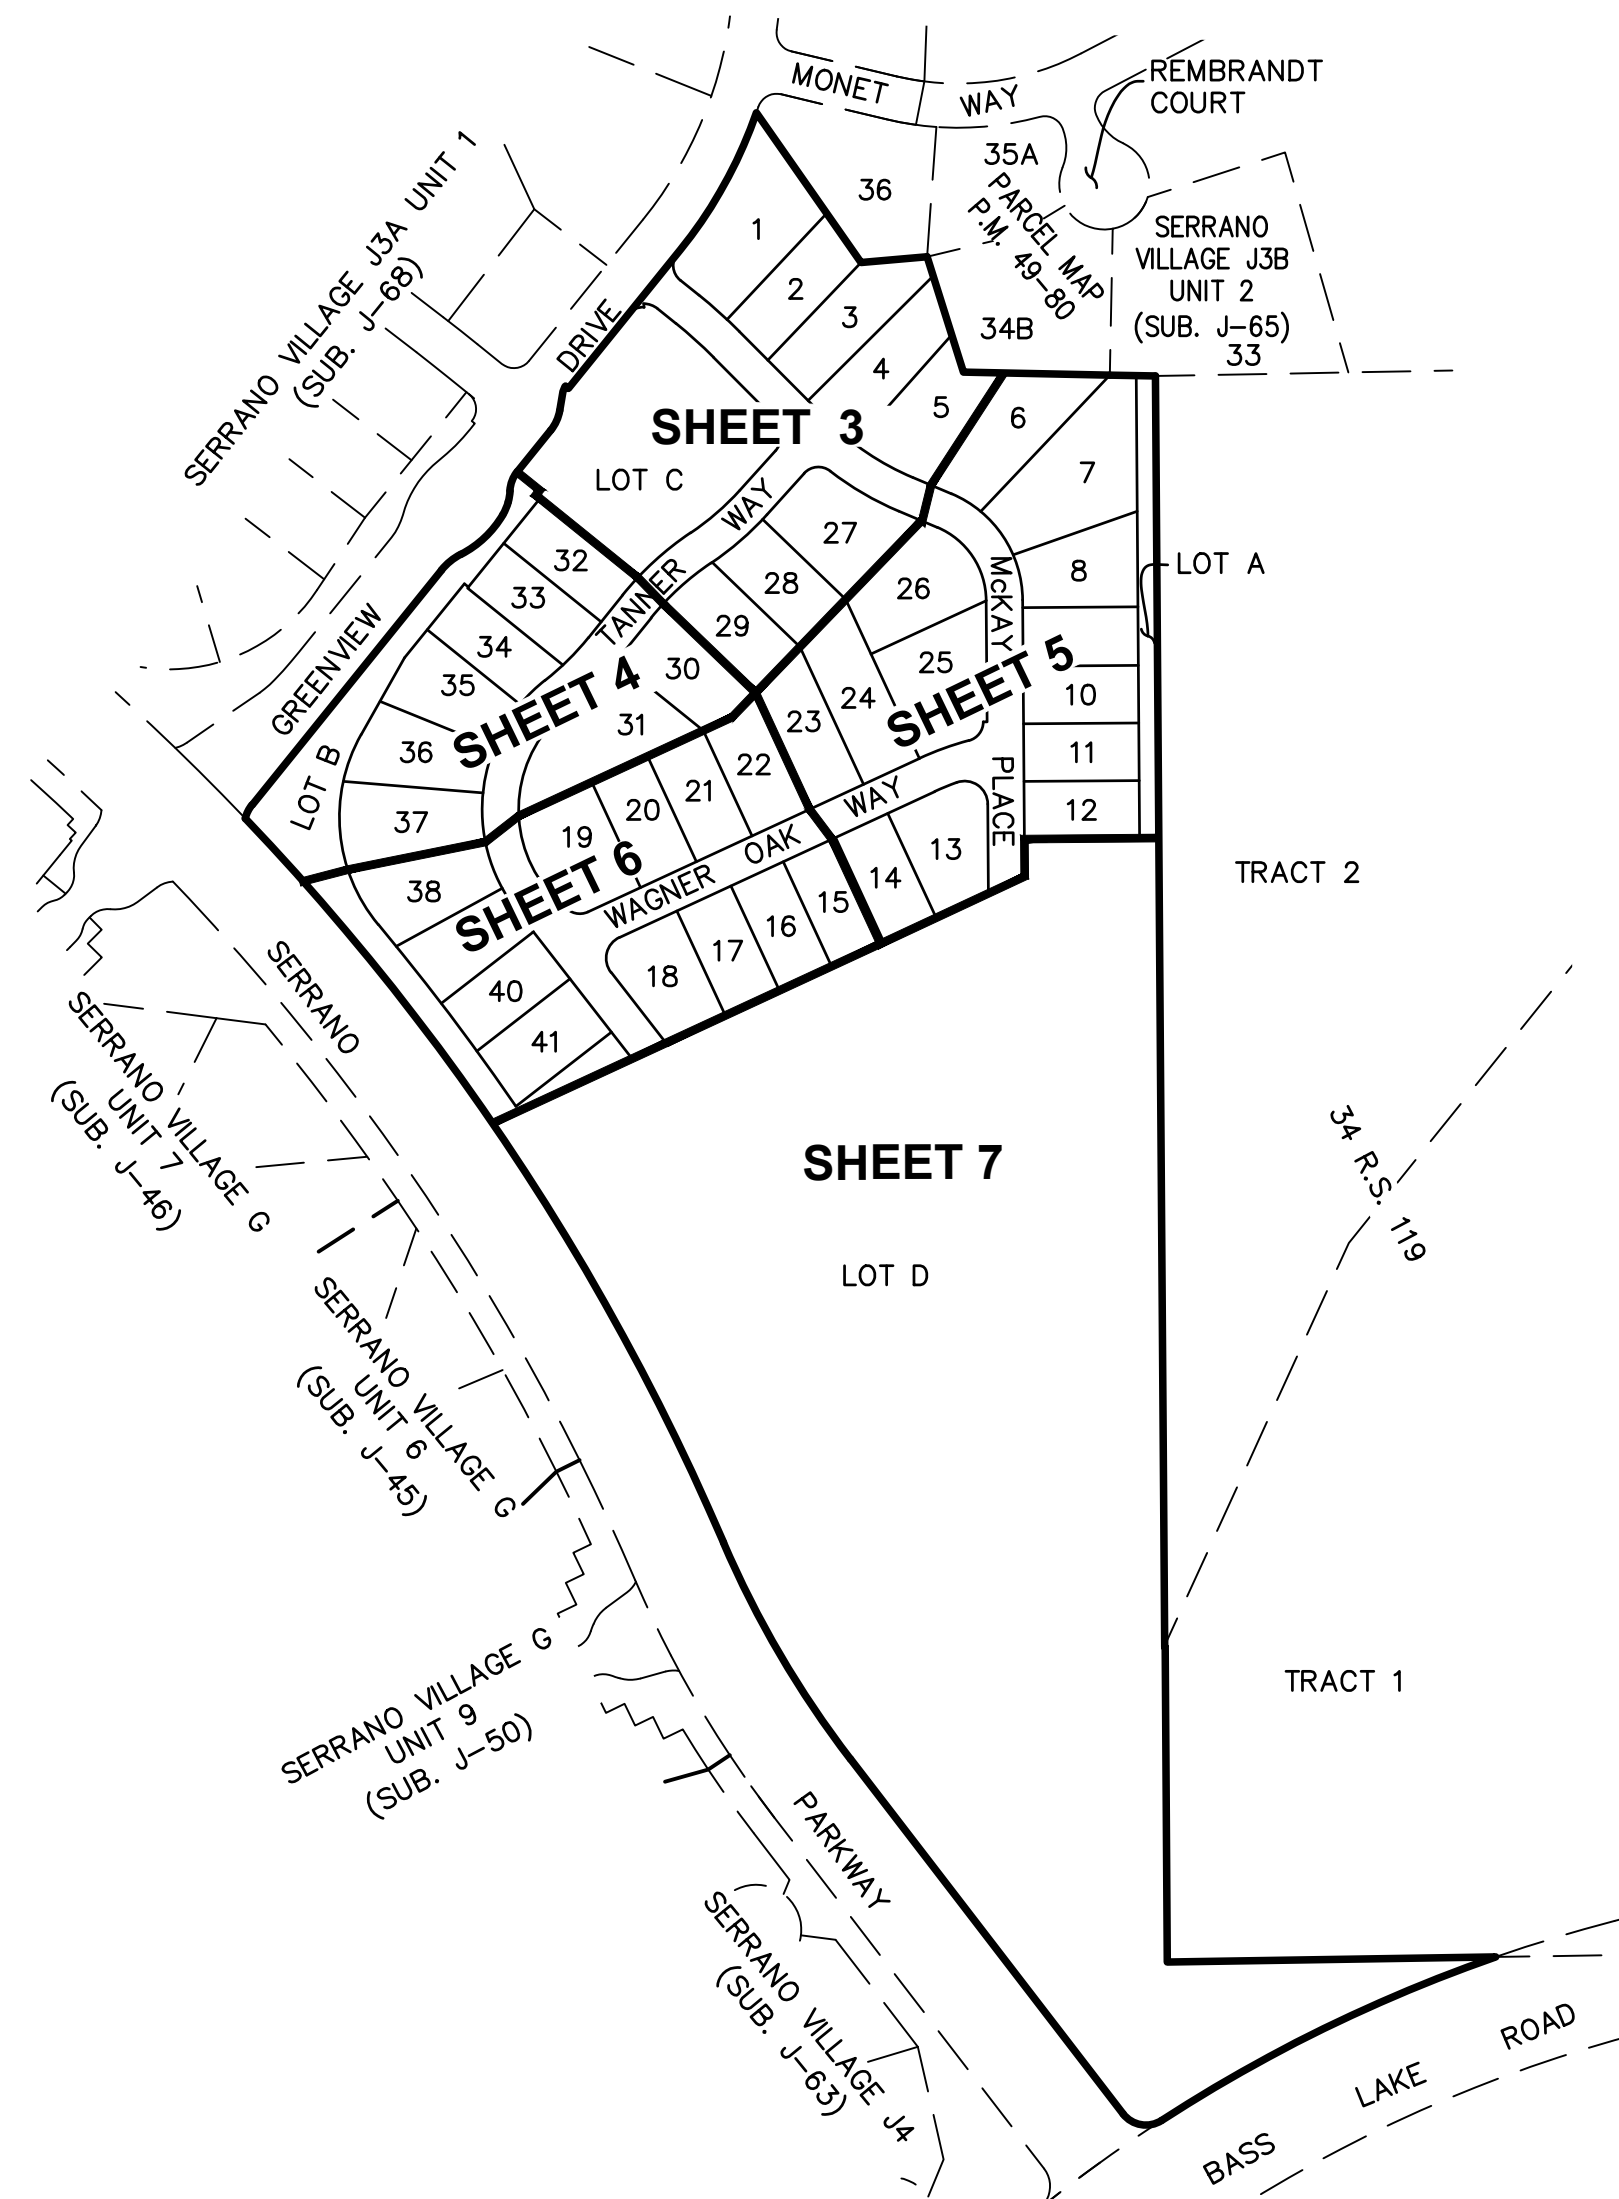 MONET WAY
REMBRANDT
COURT
35A
36
PARCEL MAP
P.M. 49-80
SERRANO
VILLAGE J3B
UNIT 2
(SUB. J-65)
33
34B
SERRANO VILLAGE J3A UNIT 1
(SUB. J-68)
GREENVIEW DRIVE
1
2
3
4
5
SHEET 3
LOT C
6
7
8
LOT A
10
11
12
TANNER WAY
27
28
29
30
31
32
33
34
35
36
37
SHEET 4
LOT B
McKAY PLACE
26
25
24
23
SHEET 5
22
21
20
19
SHEET 6
WAGNER OAK WAY
13
14
15
16
17
18
38
40
41
TRACT 2
SERRANO PARKWAY
SERRANO VILLAGE G
UNIT 7
(SUB. J-46)
SHEET 7
LOT D
34 R.S. 119
SERRANO VILLAGE G
UNIT 6
(SUB. J-45)
SERRANO VILLAGE G
UNIT 9
(SUB. J-50)
TRACT 1
SERRANO VILLAGE J4
(SUB. J-63)
BASS LAKE ROAD